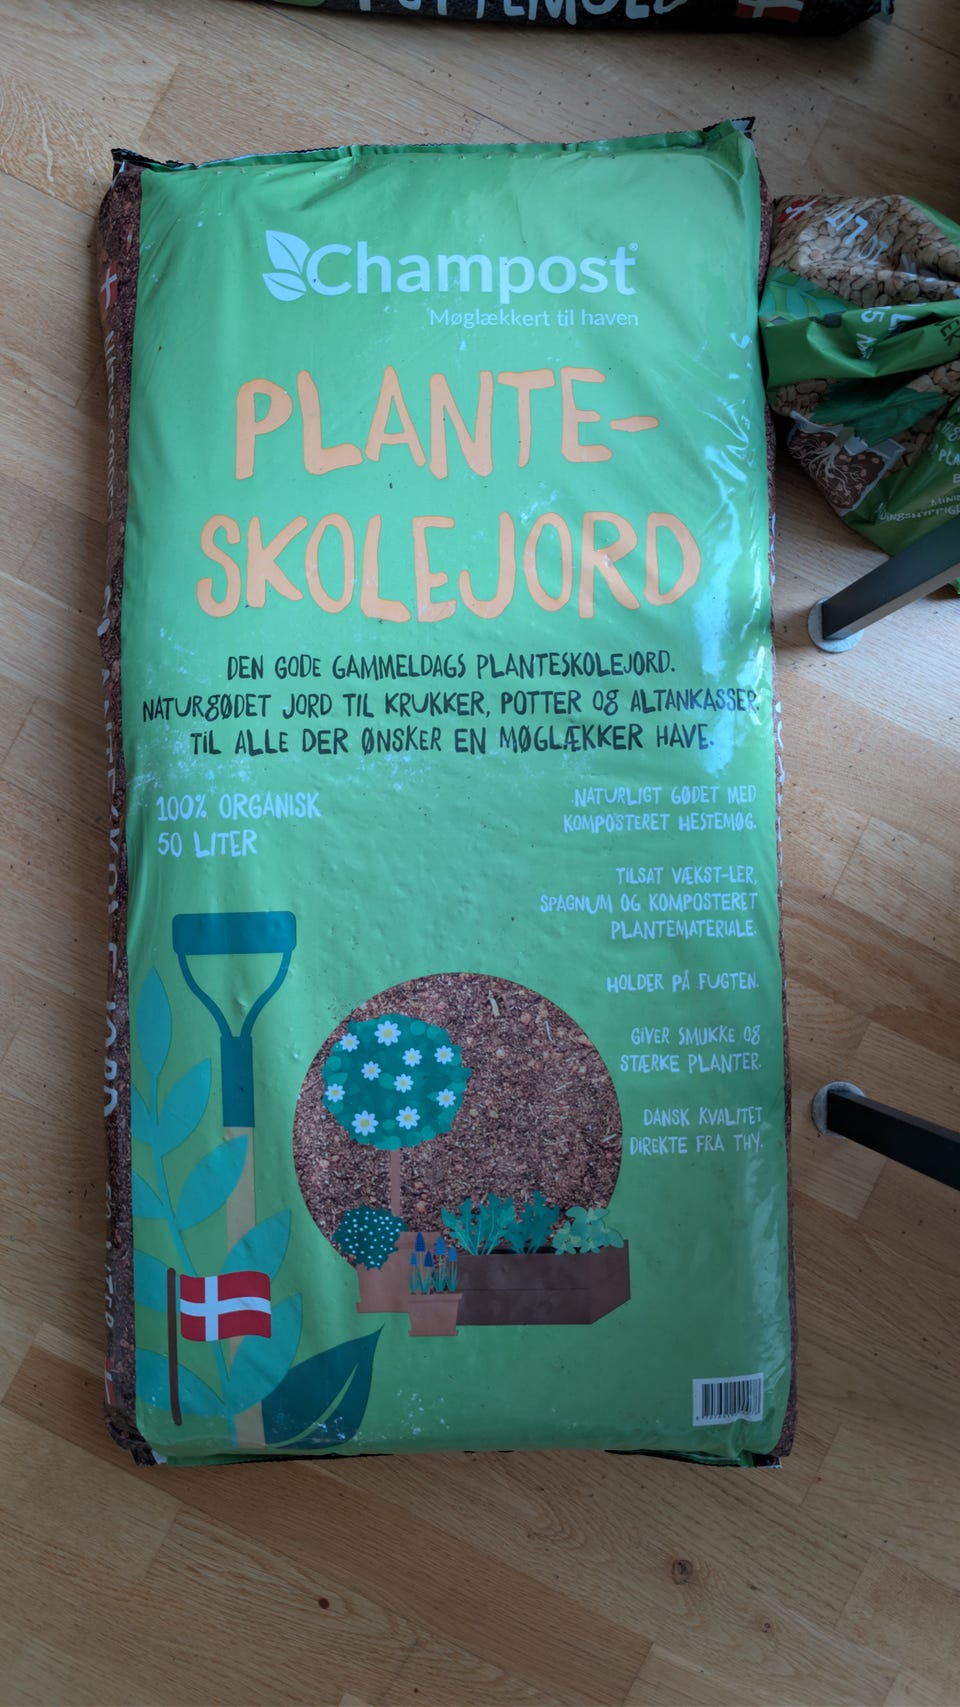 Champost®
Møglækkert til haven
PLANTE-
SKOLEJORD
DEN GODE GAMMELDAGS PLANTESKOLEJORD.
NATURGØDET JORD TIL KRUKKER, POTTER OG ALTANKASSER.
TIL ALLE DER ØNSKER EN MØGLÆKKER HAVE.
100% ORGANISK
50 LITER
NATURLIGT GØDET MED
KOMPOSTERET HESTEMØG.
TILSAT VÆKST-LER,
SPAGNUM OG KOMPOSTERET
PLANTEMATERIALE.
HOLDER PÅ FUGTEN.
GIVER SMUKKE OG
STÆRKE PLANTER.
DANSK KVALITET
DIREKTE FRA THY.